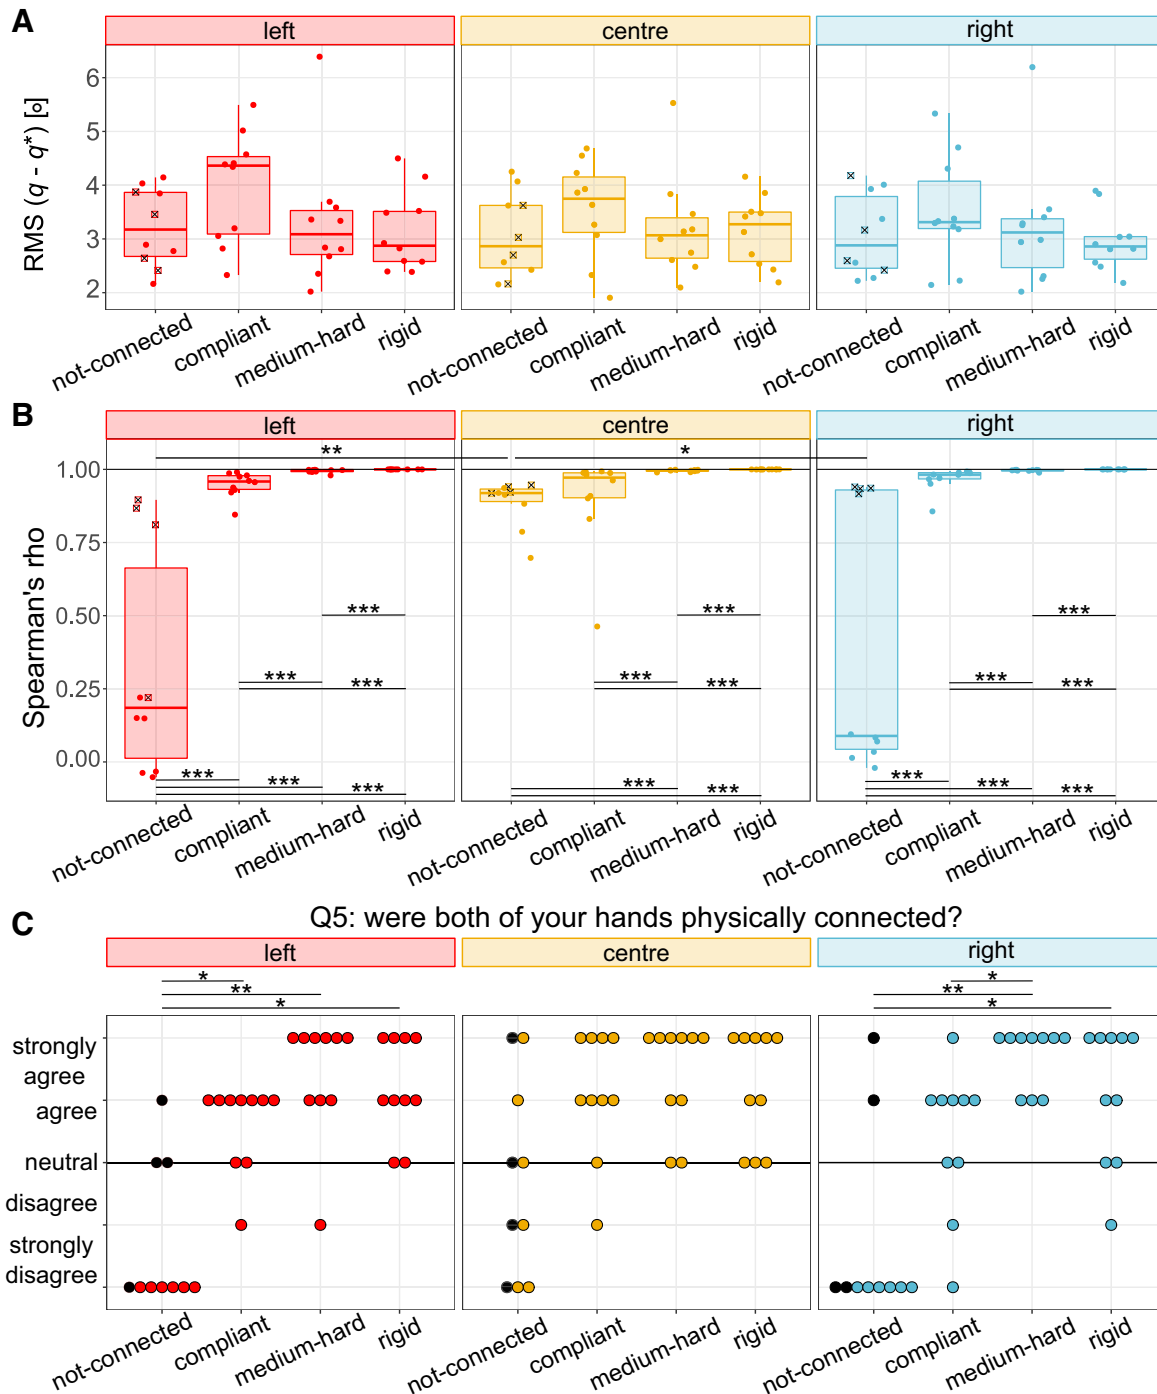 A
left centre right
RMS (q - q*) [o]
6
5
4
3
2
not-connected compliant medium-hard rigid not-connected compliant medium-hard rigid not-connected compliant medium-hard rigid
B
left centre right
** *
Spearman's rho
1.00
0.75
0.50
0.25
0.00
*** *** ***
*** *** *** *** *** ***
*** *** *** *** *** *** *** ***
not-connected compliant medium-hard rigid not-connected compliant medium-hard rigid not-connected compliant medium-hard rigid
C
Q5: were both of your hands physically connected?
left centre right
* *
** **
* *
strongly
agree
agree
neutral
disagree
strongly
disagree
not-connected compliant medium-hard rigid not-connected compliant medium-hard rigid not-connected compliant medium-hard rigid